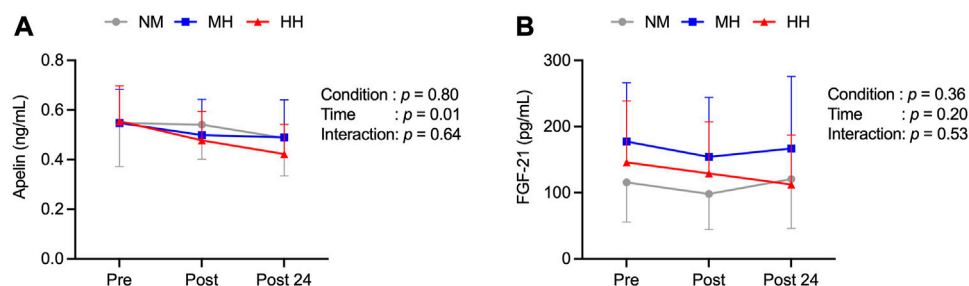 A
NM MH HH
Apelin (ng/mL)
0.8
0.6
0.4
0.2
0.0
Pre Post Post 24
Condition : p = 0.80
Time : p = 0.01
Interaction: p = 0.64
B
NM MH HH
FGF-21 (pg/mL)
300
200
100
0
Pre Post Post 24
Condition : p = 0.36
Time : p = 0.20
Interaction: p = 0.53